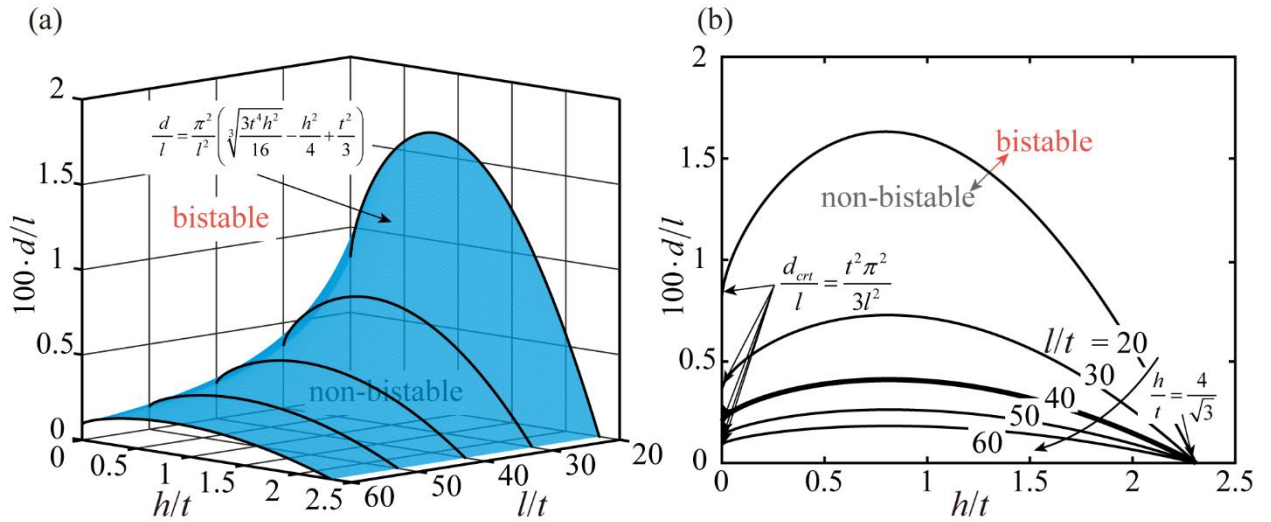 (a)
2
1.5
1
0.5
0
100·d/l
d/l = π²/l² (∛(3t⁴h²/16) − h²/4 + t²/3)
bistable
non-bistable
0
0.5
1
1.5
2
2.5
h/t
60
50
40
30
20
l/t
(b)
2
1.5
1
0.5
0
100·d/l
bistable
non-bistable
d_crt/l = t²π²/3l²
l/t = 20
30
40
50
60
h/t = 4/√3
0
0.5
1
1.5
2
2.5
h/t